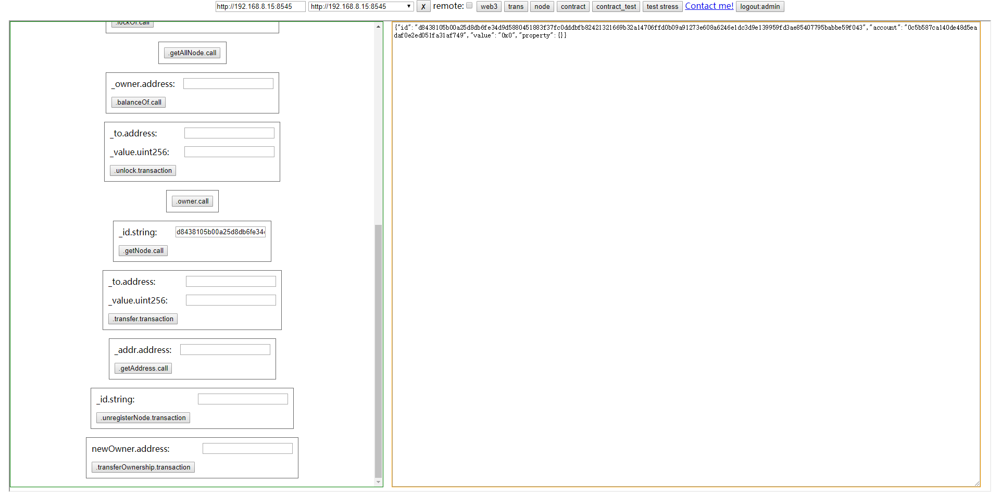 http://192.168.8.15:8545 http://192.168.8.15:8545 ▼ ✗ remote: web3 trans node contract contract_test test stress Contact me! logout:admin
.lockOf.call
.getAllNode.call
_owner.address:
.balanceOf.call
_to.address:
_value.uint256:
.unlock.transaction
.owner.call
_id.string: d8438105b00a25d8db6fe34
.getNode.call
_to.address:
_value.uint256:
.transfer.transaction
_addr.address:
.getAddress.call
_id.string:
.unregisterNode.transaction
newOwner.address:
.transferOwnership.transaction
{"id":"d8438105b00a25d8db6fe34d9d5880451883f37fc0dddbfb82421321669b32a14706ffd0b09a91273e608a6246e1dc3d9e139959fd3ae85407795babbe59f043","account":"0c5b587ca140de48d5ea
daf0e2ed051fa31af749","value":"0x0","property":{}}